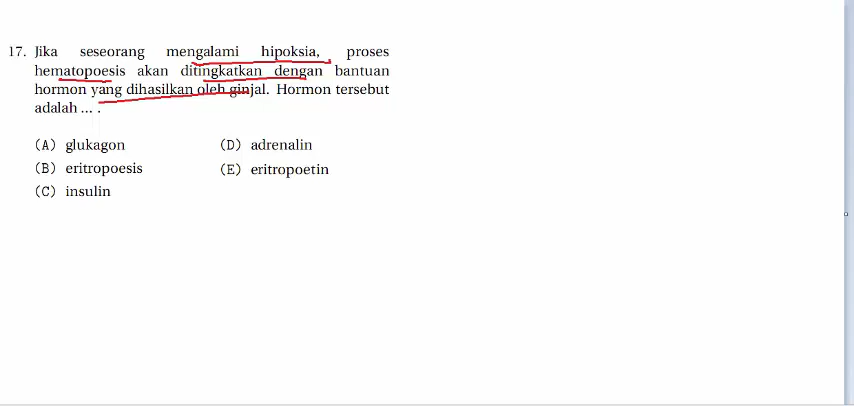 17. Jika seseorang mengalami hipoksia, proses
hematopoesis akan ditingkatkan dengan bantuan
hormon yang dihasilkan oleh ginjal. Hormon tersebut
adalah ... .
(A) glukagon
(B) eritropoesis
(C) insulin
(D) adrenalin
(E) eritropoetin